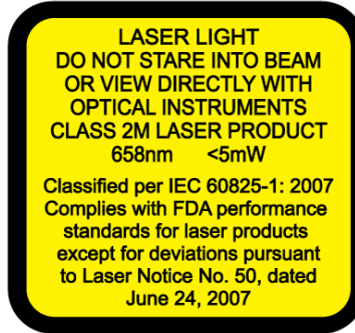 LASER LIGHT
DO NOT STARE INTO BEAM
OR VIEW DIRECTLY WITH
OPTICAL INSTRUMENTS
CLASS 2M LASER PRODUCT
658nm <5mW
Classified per IEC 60825-1: 2007
Complies with FDA performance
standards for laser products
except for deviations pursuant
to Laser Notice No. 50, dated
June 24, 2007